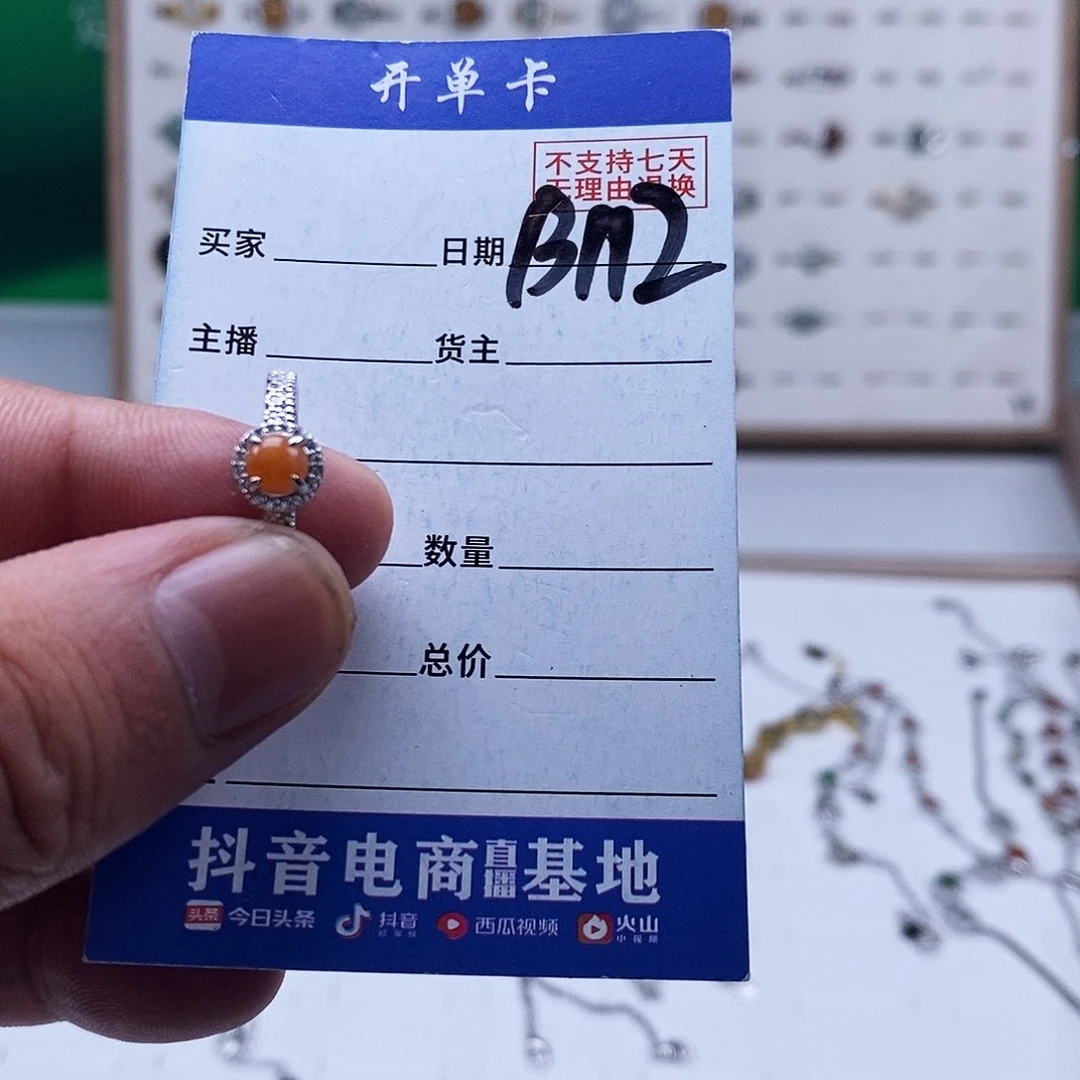 开单卡
不支持七天
无理由退换
买家 日期 BM2
主播 货主
数量
总价
抖音电商直播基地
头条 今日头条 抖音 西瓜视频 火山